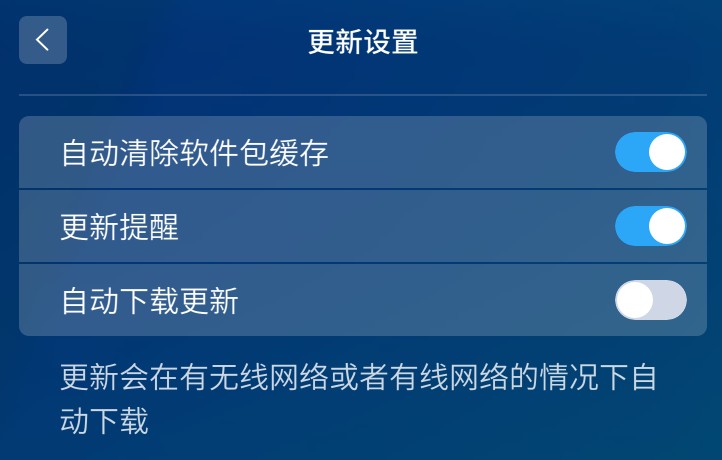 更新设置
自动清除软件包缓存
更新提醒
自动下载更新
更新会在有无线网络或者有线网络的情况下自
动下载